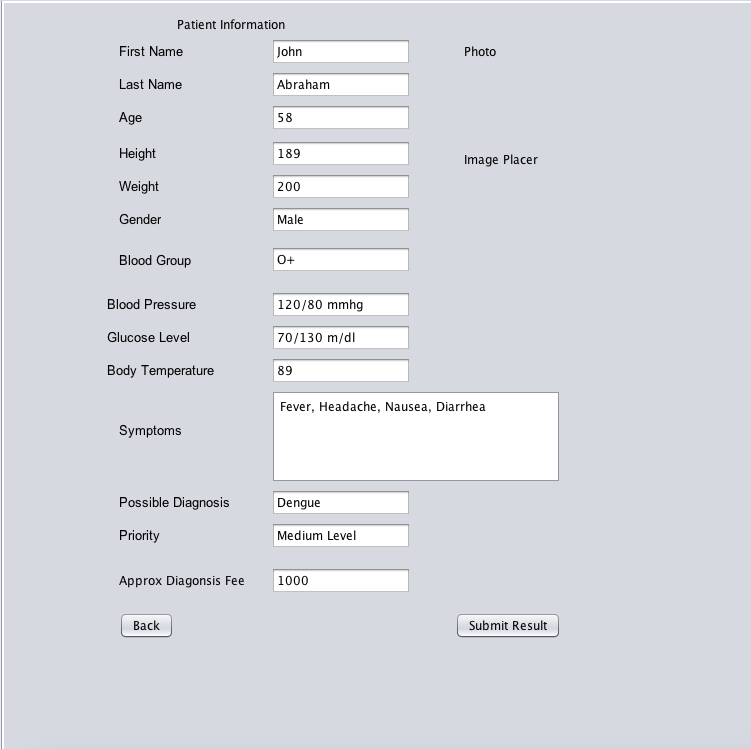 Patient Information
First Name John Photo
Last Name Abraham
Age 58
Height 189 Image Placer
Weight 200
Gender Male
Blood Group O+
Blood Pressure 120/80 mmhg
Glucose Level 70/130 m/dl
Body Temperature 89
Fever, Headache, Nausea, Diarrhea
Symptoms
Possible Diagnosis Dengue
Priority Medium Level
Approx Diagonsis Fee 1000
Back Submit Result